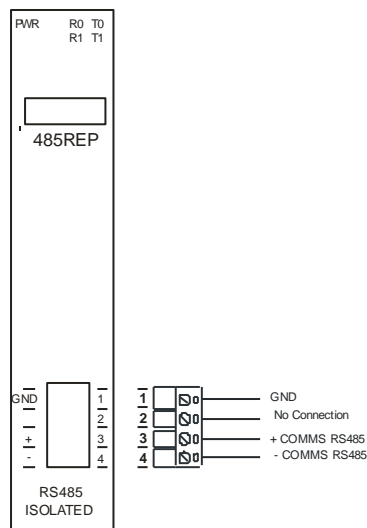 PWR R0 T0
R1 T1
485REP
GND 1 1 GND
2 2 No Connection
+ 3 3 + COMMS RS485
- 4 4 - COMMS RS485
RS485
ISOLATED